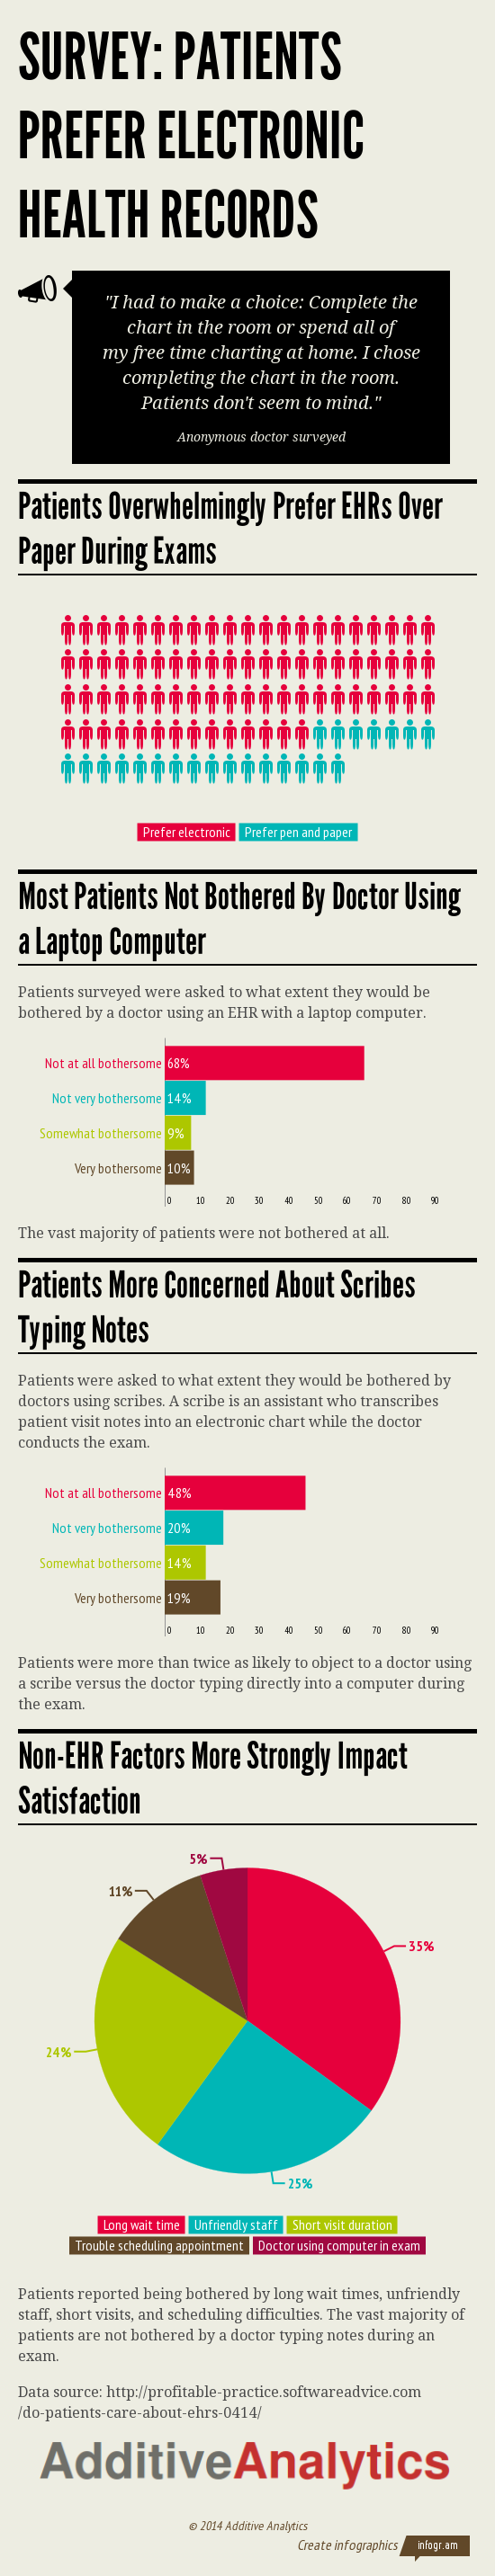 SURVEY: PATIENTS
PREFER ELECTRONIC
HEALTH RECORDS
"I had to make a choice: Complete the
chart in the room or spend all of
my free time charting at home. I chose
completing the chart in the room.
Patients don't seem to mind."
Anonymous doctor surveyed
Patients Overwhelmingly Prefer EHRs Over
Paper During Exams
Prefer electronic Prefer pen and paper
Most Patients Not Bothered By Doctor Using
a Laptop Computer
Patients surveyed were asked to what extent they would be
bothered by a doctor using an EHR with a laptop computer.
Not at all bothersome 68%
Not very bothersome 14%
Somewhat bothersome 9%
Very bothersome 10%
0 10 20 30 40 50 60 70 80 90
The vast majority of patients were not bothered at all.
Patients More Concerned About Scribes
Typing Notes
Patients were asked to what extent they would be bothered by
doctors using scribes. A scribe is an assistant who transcribes
patient visit notes into an electronic chart while the doctor
conducts the exam.
Not at all bothersome 48%
Not very bothersome 20%
Somewhat bothersome 14%
Very bothersome 19%
0 10 20 30 40 50 60 70 80 90
Patients were more than twice as likely to object to a doctor using
a scribe versus the doctor typing directly into a computer during
the exam.
Non-EHR Factors More Strongly Impact
Satisfaction
5%
11%
35%
24%
25%
Long wait time Unfriendly staff Short visit duration
Trouble scheduling appointment Doctor using computer in exam
Patients reported being bothered by long wait times, unfriendly
staff, short visits, and scheduling difficulties. The vast majority of
patients are not bothered by a doctor typing notes during an
exam.
Data source: http://profitable-practice.softwareadvice.com
/do-patients-care-about-ehrs-0414/
AdditiveAnalytics
© 2014 Additive Analytics
Create infographics infogr.am